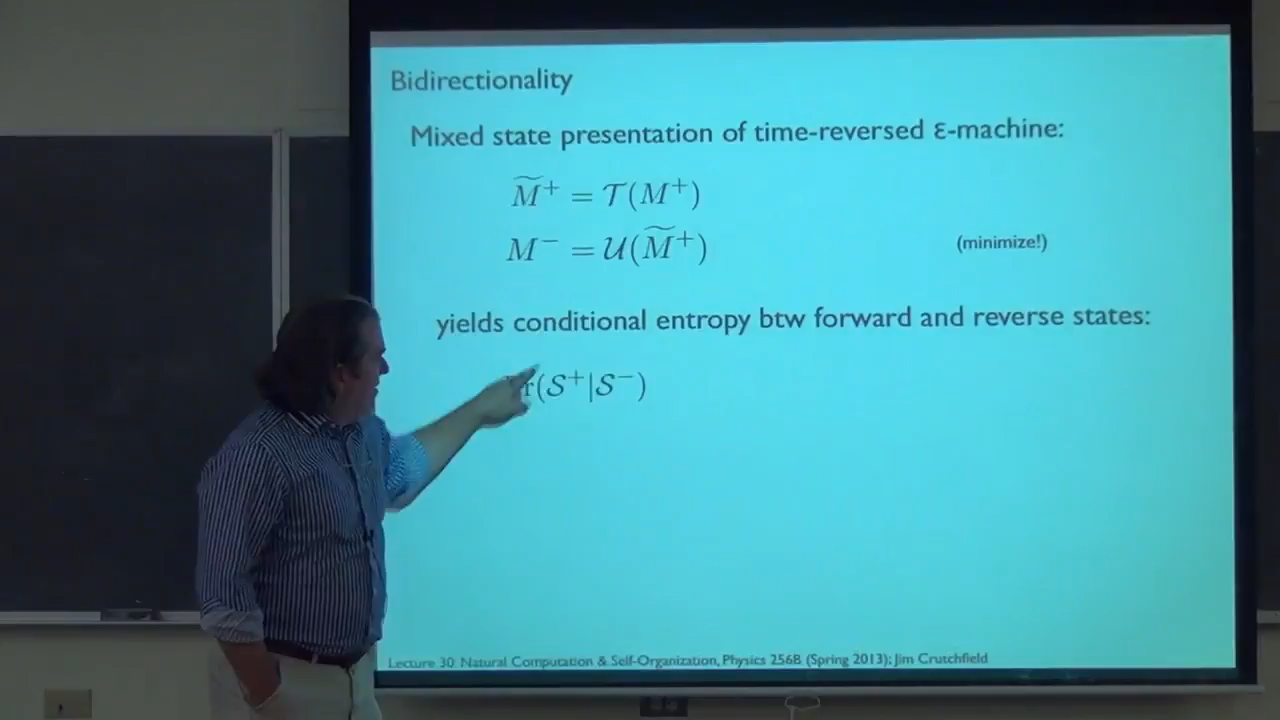 Bidirectionality
Mixed state presentation of time-reversed ε-machine:
M̃⁺ = 𝒯(M⁺)
M⁻ = 𝒰(M̃⁺) (minimize!)
yields conditional entropy btw forward and reverse states:
r(𝒮⁺|𝒮⁻)
Lecture 30: Natural Computation & Self-Organization, Physics 256B (Spring 2013); Jim Crutchfield